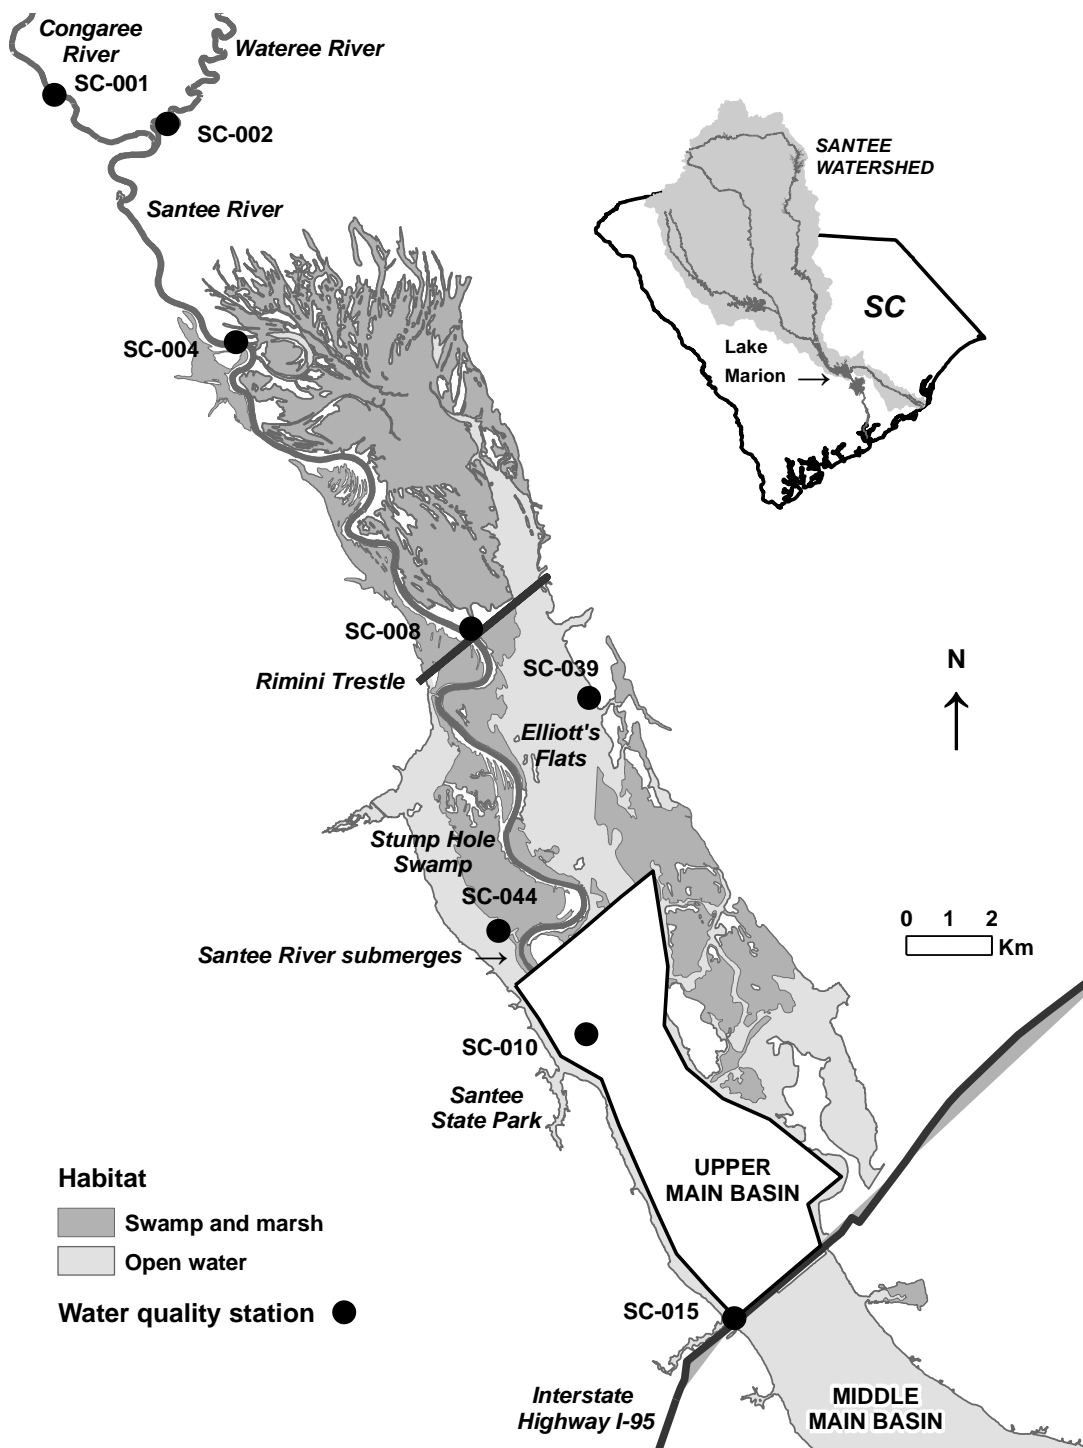 Congaree
River
Wateree River
SC-001
SC-002
Santee River
SANTEE
WATERSHED
SC
Lake
Marion
SC-004
SC-008
Rimini Trestle
SC-039
Elliott's
Flats
N
Stump Hole
Swamp
SC-044
Santee River submerges
0 1 2
Km
SC-010
Santee
State Park
UPPER
MAIN BASIN
Habitat
Swamp and marsh
Open water
Water quality station
SC-015
Interstate
Highway I-95
MIDDLE
MAIN BASIN